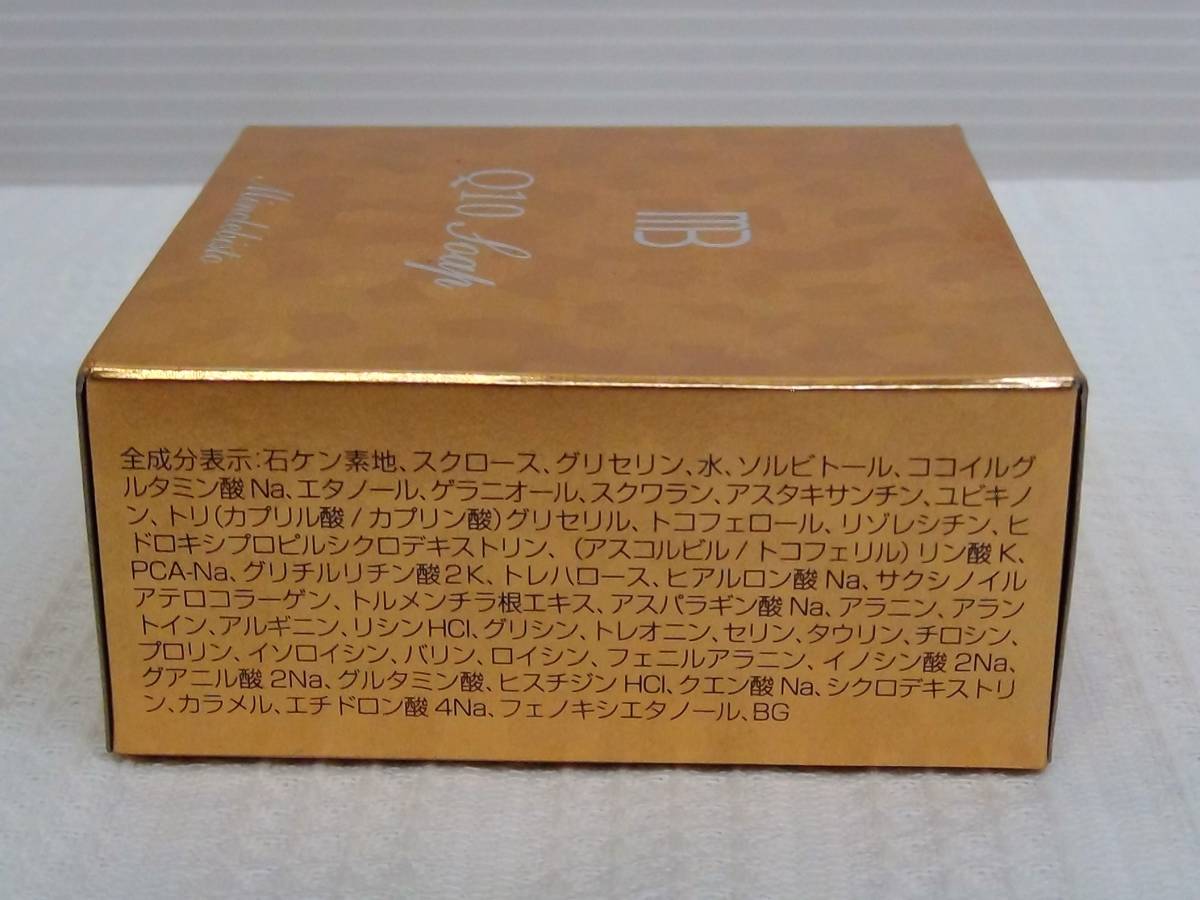 MB
Q10 Soap
全成分表示:石ケン素地、スクロース、グリセリン、水、ソルビトール、ココイルグ
ルタミン酸Na、エタノール、ゲラニオール、スクワラン、アスタキサンチン、ユビキノ
ン、トリ(カプリル酸/カプリン酸)グリセリル、トコフェロール、リゾレシチン、ヒ
ドロキシプロピルシクロデキストリン、(アスコルビル/トコフェリル)リン酸K、
PCA-Na、グリチルリチン酸2K、トレハロース、ヒアルロン酸Na、サクシノイル
アテロコラーゲン、トルメンチラ根エキス、アスパラギン酸Na、アラニン、アラン
トイン、アルギニン、リシンHCl、グリシン、トレオニン、セリン、タウリン、チロシン、
プロリン、イソロイシン、バリン、ロイシン、フェニルアラニン、イノシン酸2Na、
グアニル酸2Na、グルタミン酸、ヒスチジンHCl、クエン酸Na、シクロデキストリ
ン、カラメル、エチドロン酸4Na、フェノキシエタノール、BG